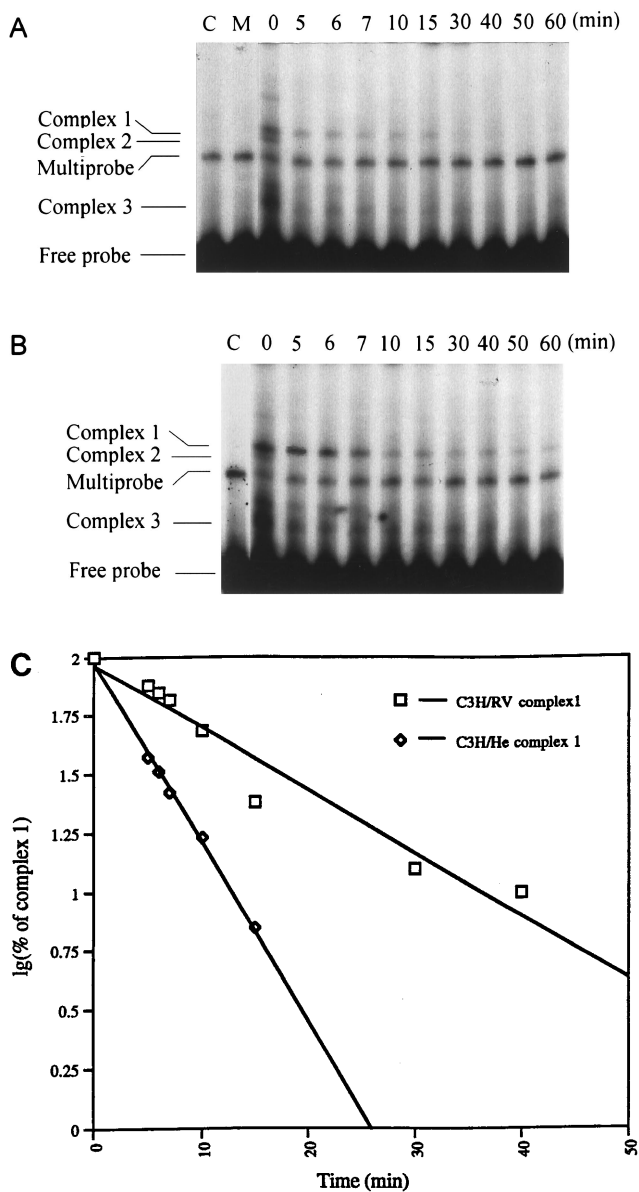 A
C M 0 5 6 7 10 15 30 40 50 60 (min)
Complex 1
Complex 2
Multiprobe
Complex 3
Free probe
B
C 0 5 6 7 10 15 30 40 50 60 (min)
Complex 1
Complex 2
Multiprobe
Complex 3
Free probe
C
2
1.75
1.5
1.25
1
0.75
0.5
0.25
0
lg(% of complex 1)
C3H/RV complex1
C3H/He complex 1
0 10 20 30 40 50
Time (min)